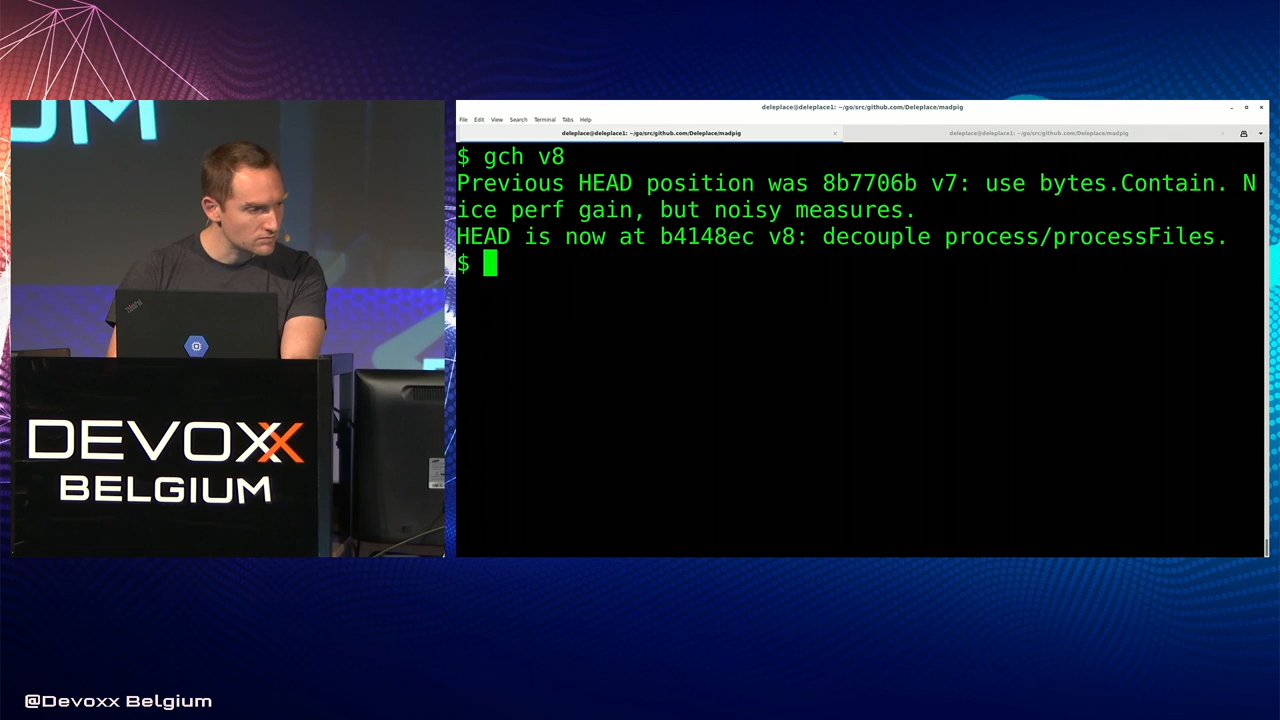 UM
ThinkPad
DEVOXX
BELGIUM
deleplace@deleplace1: ~/go/src/github.com/Deleplace/madpig
File Edit View Search Terminal Tabs Help
deleplace@deleplace1: ~/go/src/github.com/Deleplace/madpig
deleplace@deleplace1: ~/go/src/github.com/Deleplace/madpig
$ gch v8
Previous HEAD position was 8b7706b v7: use bytes.Contain. N
ice perf gain, but noisy measures.
HEAD is now at b4148ec v8: decouple process/processFiles.
$
@Devoxx Belgium